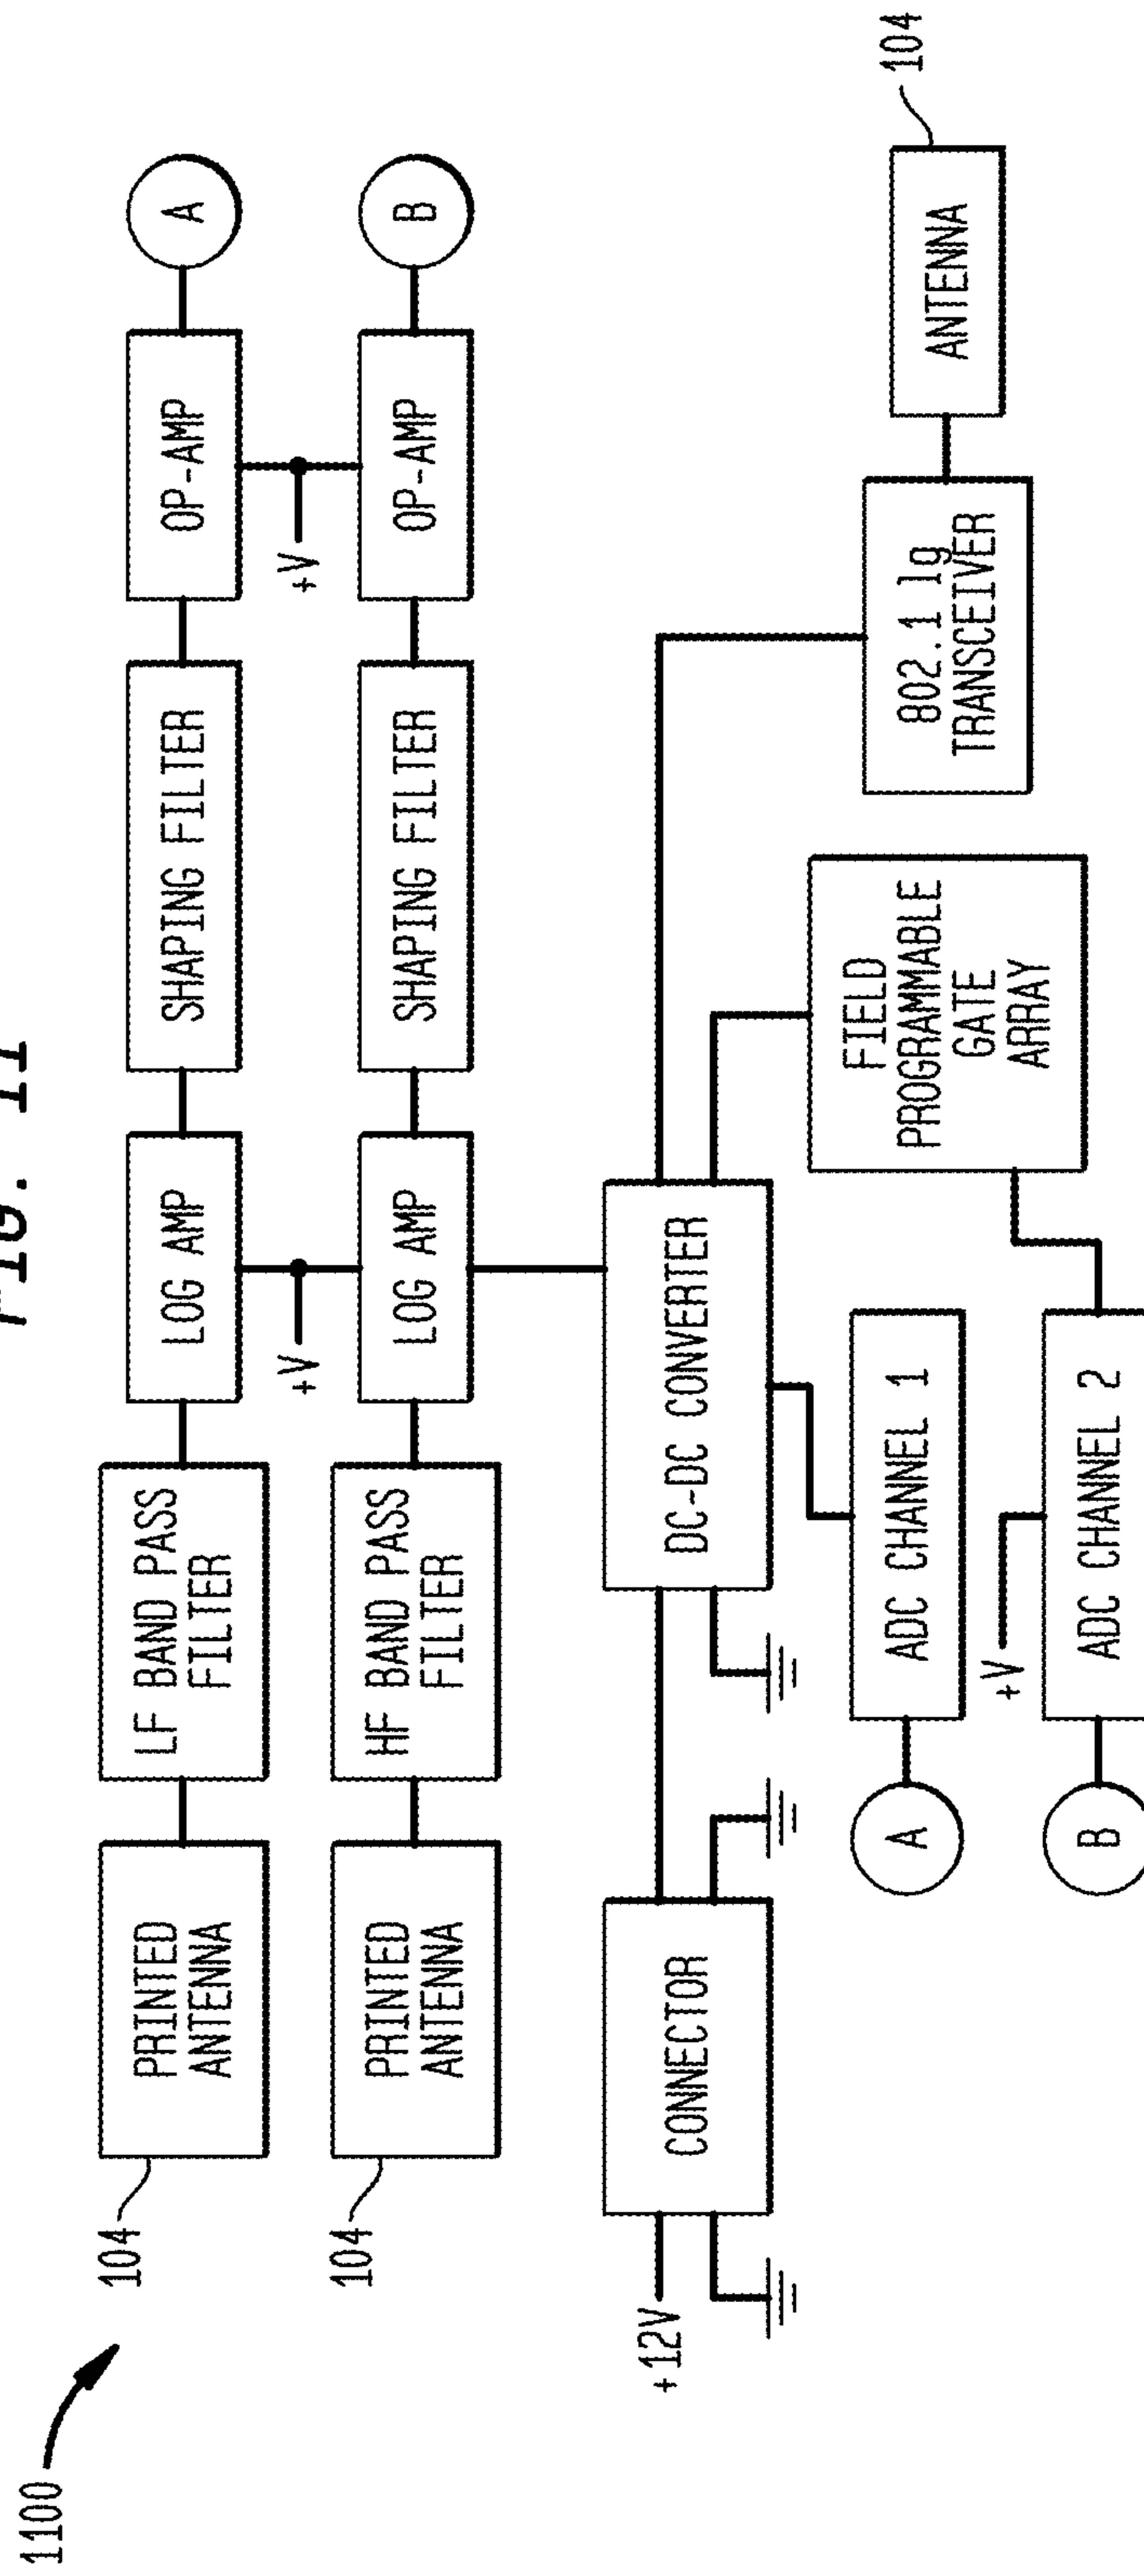 FIG. 11
1100
104
PRINTED
ANTENNA
LF BAND PASS
FILTER
LOG AMP
SHAPING FILTER
OP-AMP
A
+V
+V
104
PRINTED
ANTENNA
HF BAND PASS
FILTER
LOG AMP
SHAPING FILTER
OP-AMP
B
+12V
CONNECTOR
DC-DC CONVERTER
802.1 lg
TRANSCEIVER
ANTENNA
104
FIELD
PROGRAMMABLE
GATE
ARRAY
A
ADC CHANNEL 1
+V
B
ADC CHANNEL 2